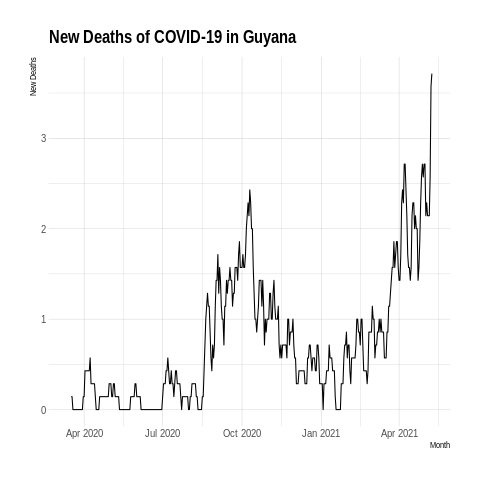 New Deaths of COVID-19 in Guyana
New Deaths
3
2
1
0
Apr 2020 Jul 2020 Oct 2020 Jan 2021 Apr 2021
Month